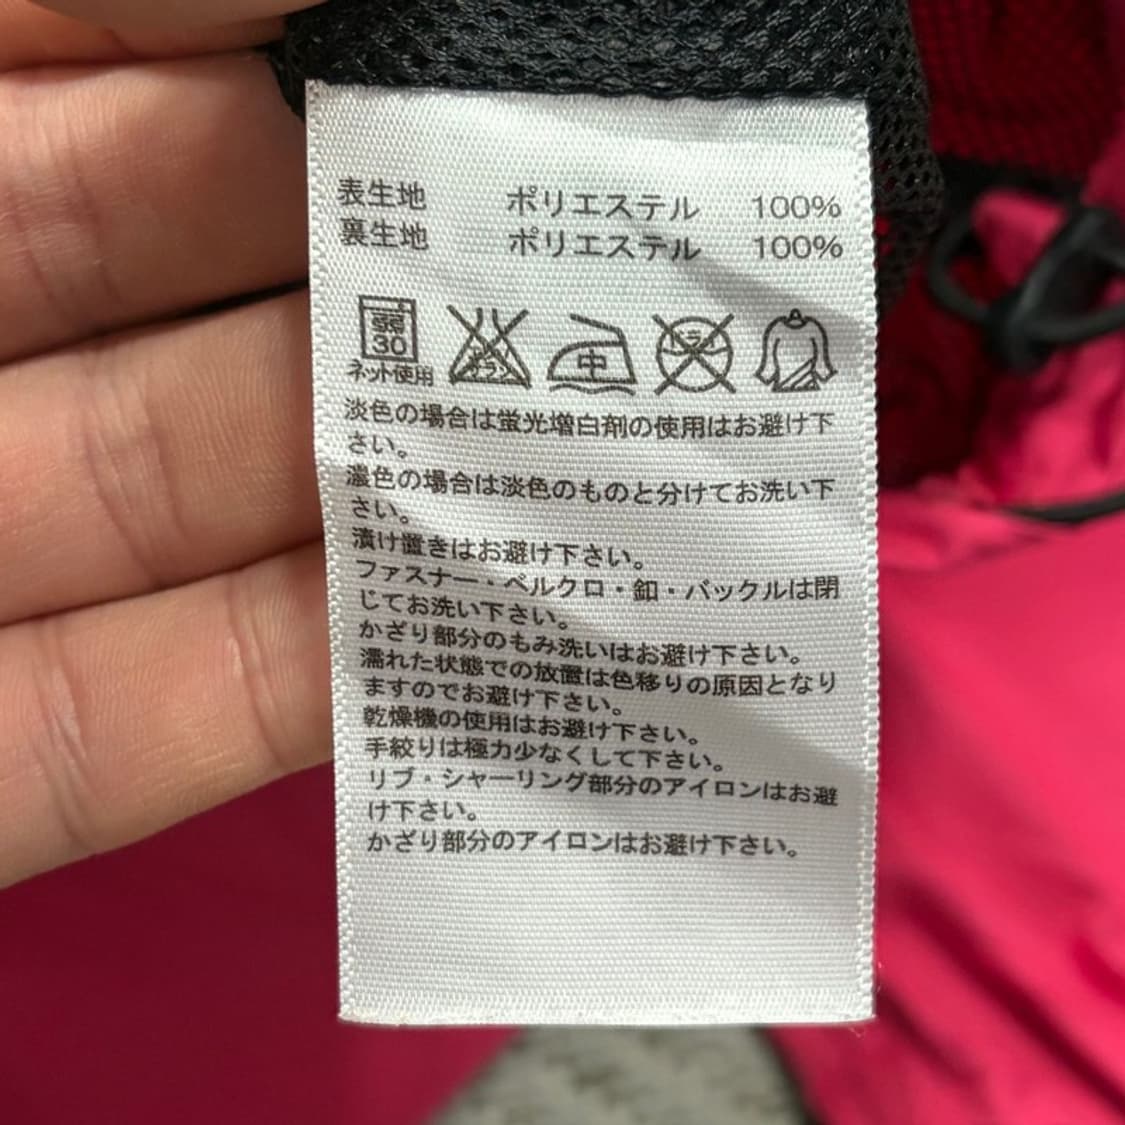 表生地 ポリエステル 100%
裏生地 ポリエステル 100%
30 中 ドライ
ネット使用
淡色の場合は蛍光増白剤の使用はお避け下
さい。
濃色の場合は淡色のものと分けてお洗い下
さい。
漬け置きはお避け下さい。
ファスナー・ベルクロ・釦・バックルは閉
じてお洗い下さい。
かざり部分のもみ洗いはお避け下さい。
濡れた状態での放置は色移りの原因となり
ますのでお避け下さい。
乾燥機の使用はお避け下さい。
手絞りは極力少なくして下さい。
リブ・シャーリング部分のアイロンはお避
け下さい。
かざり部分のアイロンはお避け下さい。